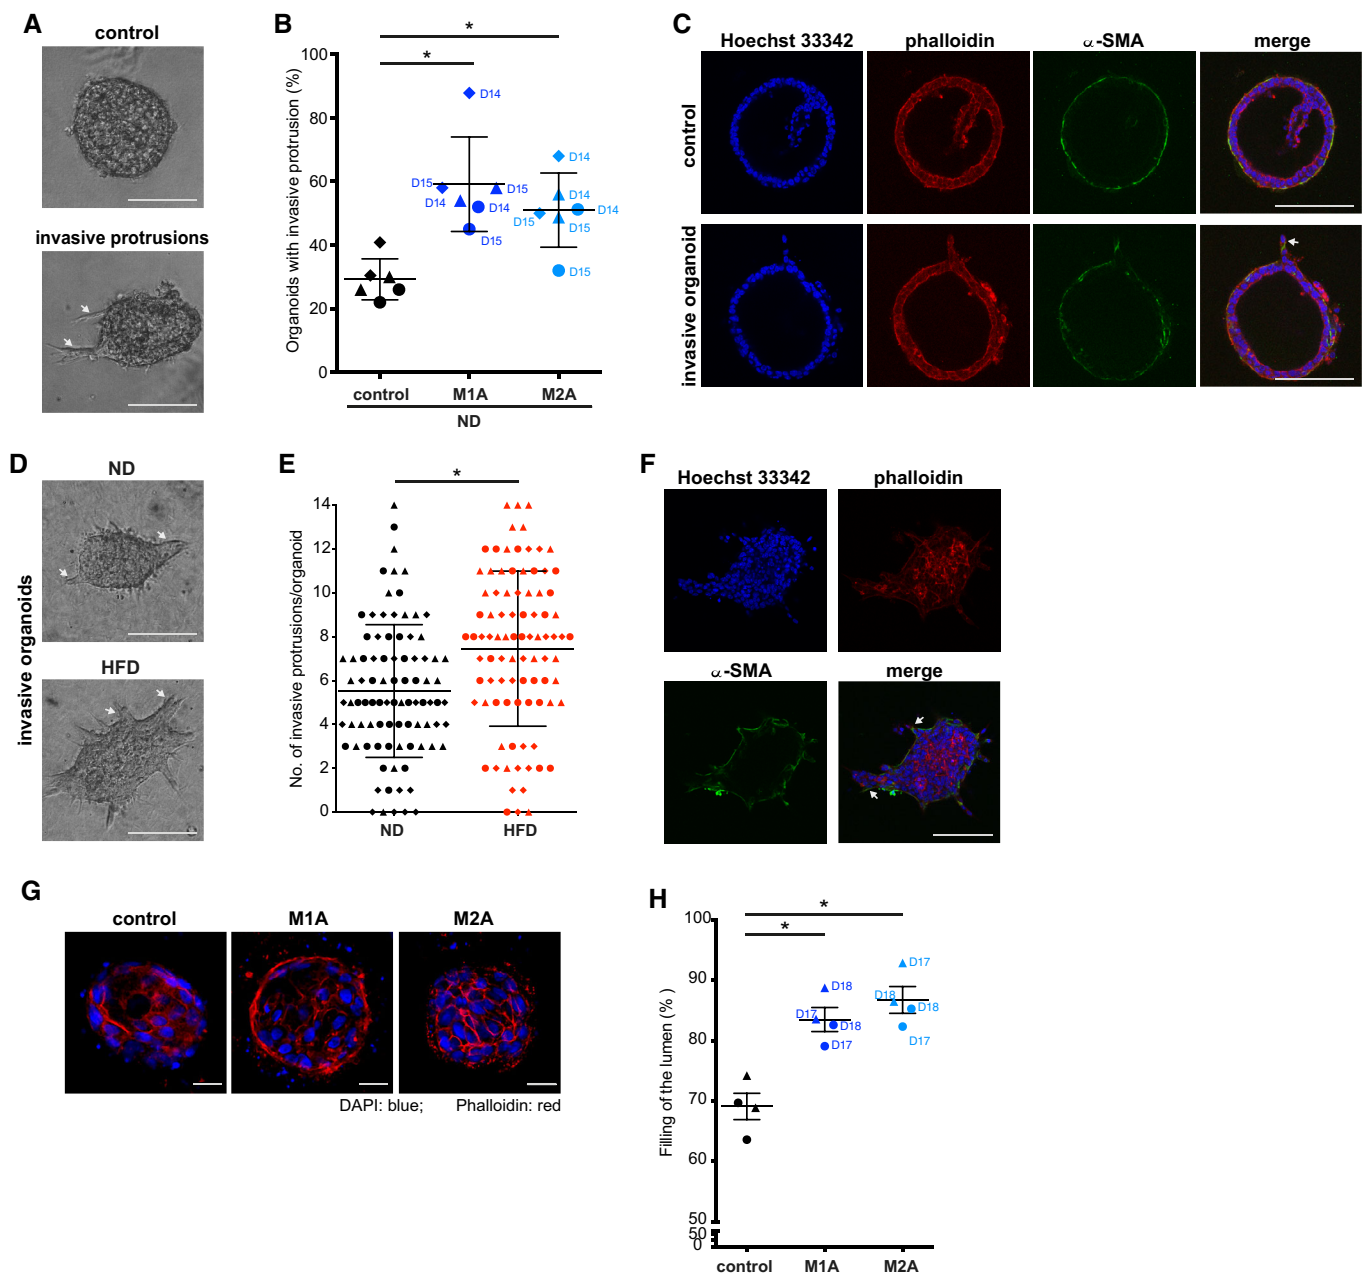 A
control
invasive protrusions
B
Organoids with invasive protrusion (%)
100
80
60
40
20
0
*
*
D14
D15
D15
D14
D14
D15
D14
D14
D14
D15
D15
D15
control M1A M2A
ND
C
Hoechst 33342 phalloidin α-SMA merge
control
invasive organoid
D
invasive organoids
ND
HFD
E
No. of invasive protrusions/organoid
14
12
10
8
6
4
2
0
*
ND HFD
F
Hoechst 33342 phalloidin
α-SMA merge
G
control M1A M2A
DAPI: blue; Phalloidin: red
H
Filling of the lumen (% )
100
90
80
70
60
50
50
0
*
*
D18
D17
D18
D17
D17
D18
D18
D17
control M1A M2A